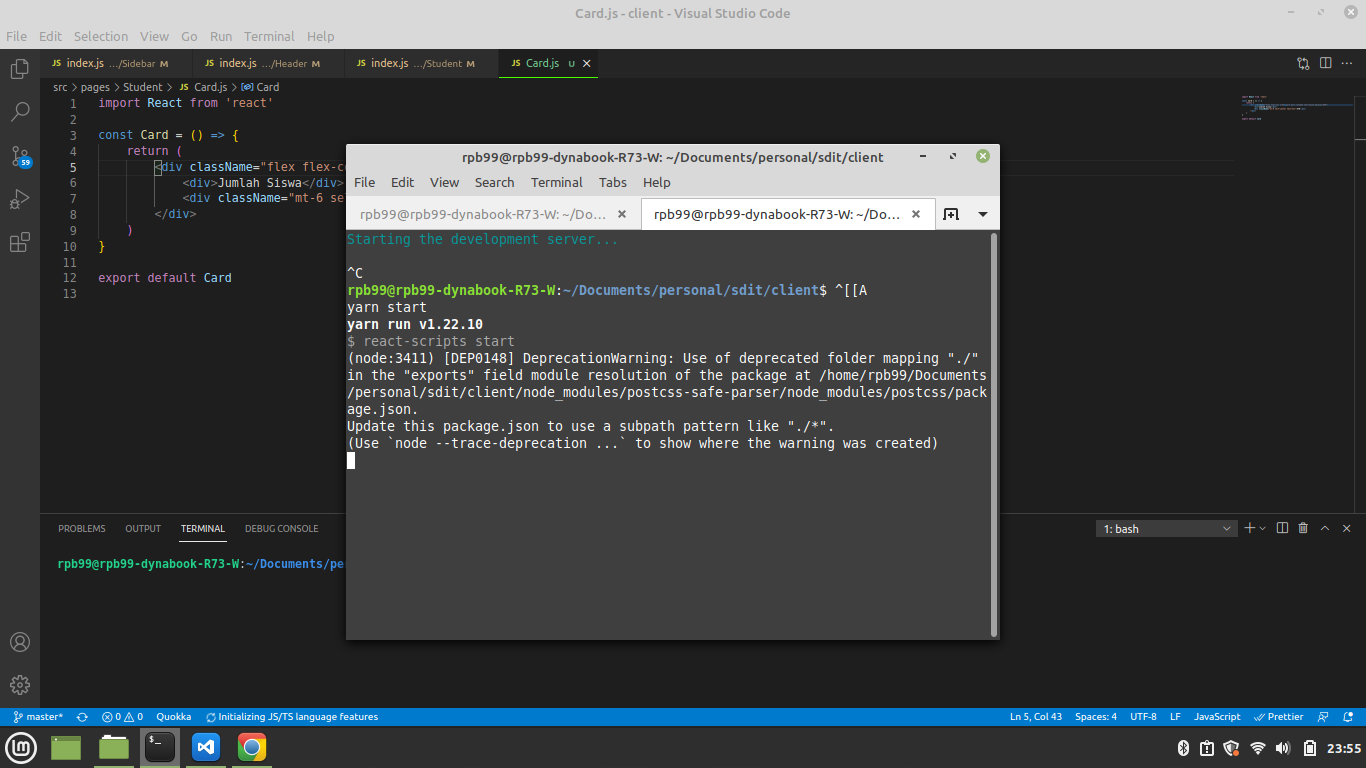 Card.js - client - Visual Studio Code
File Edit Selection View Go Run Terminal Help
JS index.js .../Sidebar M JS index.js .../Header M JS index.js .../Student M JS Card.js U
src > pages > Student > JS Card.js > Card
1 import React from 'react'
2
3 const Card = () => {
4 return (
5 <div className="flex flex-c
6 <div>Jumlah Siswa</div>
7 <div className="mt-6 se
8 </div>
9 )
10 }
11
12 export default Card
13
59
rpb99@rpb99-dynabook-R73-W: ~/Documents/personal/sdit/client
File Edit View Search Terminal Tabs Help
rpb99@rpb99-dynabook-R73-W: ~/Do... rpb99@rpb99-dynabook-R73-W: ~/Do...
Starting the development server...
^C
rpb99@rpb99-dynabook-R73-W:~/Documents/personal/sdit/client$ ^[[A
yarn start
yarn run v1.22.10
$ react-scripts start
(node:3411) [DEP0148] DeprecationWarning: Use of deprecated folder mapping "./"
in the "exports" field module resolution of the package at /home/rpb99/Documents
/personal/sdit/client/node_modules/postcss-safe-parser/node_modules/postcss/pack
age.json.
Update this package.json to use a subpath pattern like "./*".
(Use `node --trace-deprecation ...` to show where the warning was created)
PROBLEMS OUTPUT TERMINAL DEBUG CONSOLE 1: bash
rpb99@rpb99-dynabook-R73-W:~/Documents/pe
master* 0 0 Quokka Initializing JS/TS language features Ln 5, Col 43 Spaces: 4 UTF-8 LF JavaScript Prettier
23:55